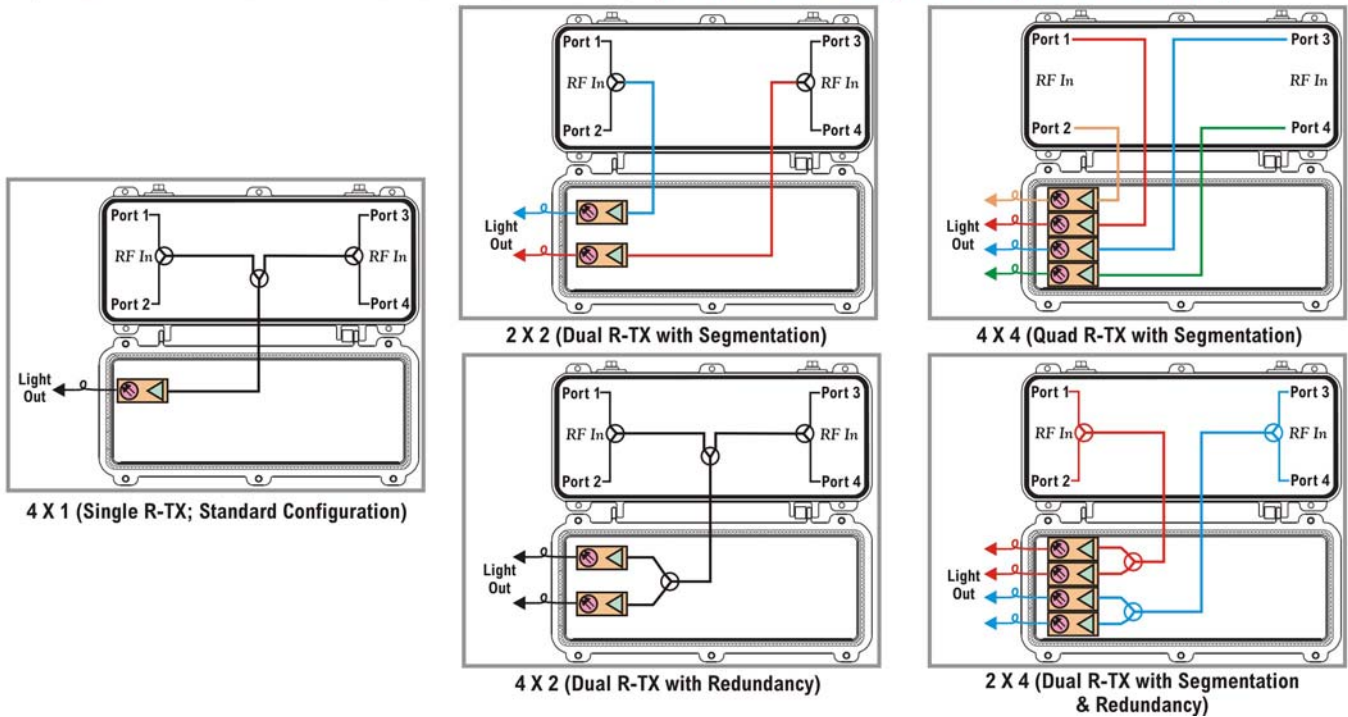 Port 1
Port 3
RF In
RF In
Port 2
Port 4
Light
Out
4 X 1 (Single R-TX; Standard Configuration)
Port 1
Port 3
RF In
RF In
Port 2
Port 4
Light
Out
2 X 2 (Dual R-TX with Segmentation)
Port 1
Port 3
RF In
RF In
Port 2
Port 4
Light
Out
4 X 4 (Quad R-TX with Segmentation)
Port 1
Port 3
RF In
RF In
Port 2
Port 4
Light
Out
4 X 2 (Dual R-TX with Redundancy)
Port 1
Port 3
RF In
RF In
Port 2
Port 4
Light
Out
2 X 4 (Dual R-TX with Segmentation
& Redundancy)